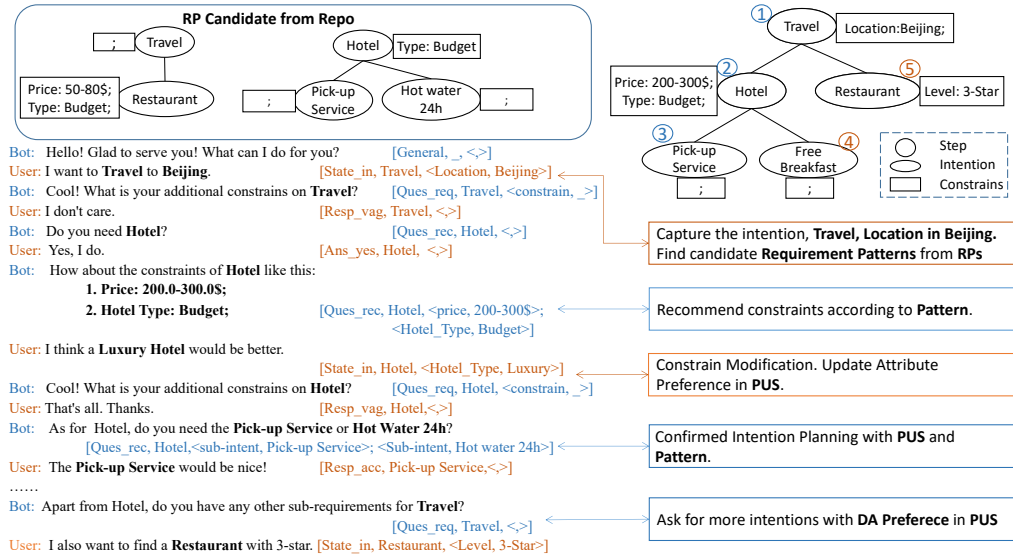 RP Candidate from Repo
;
Travel
Price: 50-80$;
Type: Budget;
Restaurant
Hotel
Type: Budget
;
Pick-up
Service
Hot water
24h
;
1
Travel
Location:Beijing;
Price: 200-300$;
Type: Budget;
2
Hotel
5
Restaurant
Level: 3-Star
3
Pick-up
Service
;
4
Free
Breakfast
;
Step
Intention
Constrains
Bot: Hello! Glad to serve you! What can I do for you? [General, _, <,>]
User: I want to Travel to Beijing. [State_in, Travel, <Location, Beijing>]
Bot: Cool! What is your additional constrains on Travel? [Ques_req, Travel, <constrain, _>]
User: I don't care. [Resp_vag, Travel, <,>]
Bot: Do you need Hotel? [Ques_rec, Hotel, <,>]
User: Yes, I do. [Ans_yes, Hotel, <,>]
Bot: How about the constraints of Hotel like this:
1. Price: 200.0-300.0$;
2. Hotel Type: Budget; [Ques_rec, Hotel, <price, 200-300$>;
<Hotel_Type, Budget>]
User: I think a Luxury Hotel would be better.
[State_in, Hotel, <Hotel_Type, Luxury>]
Bot: Cool! What is your additional constrains on Hotel? [Ques_req, Hotel, <constrain, _>]
User: That's all. Thanks. [Resp_vag, Hotel,<,>]
Bot: As for Hotel, do you need the Pick-up Service or Hot Water 24h?
[Ques_rec, Hotel,<sub-intent, Pick-up Service>; <Sub-intent, Hot water 24h>]
User: The Pick-up Service would be nice! [Resp_acc, Pick-up Service,<,>]
......
Bot: Apart from Hotel, do you have any other sub-requirements for Travel?
[Ques_req, Travel, <,>]
User: I also want to find a Restaurant with 3-star. [State_in, Restaurant, <Level, 3-Star>]
Capture the intention, Travel, Location in Beijing.
Find candidate Requirement Patterns from RPs
Recommend constraints according to Pattern.
Constrain Modification. Update Attribute
Preference in PUS.
Confirmed Intention Planning with PUS and
Pattern.
Ask for more intentions with DA Preferece in PUS